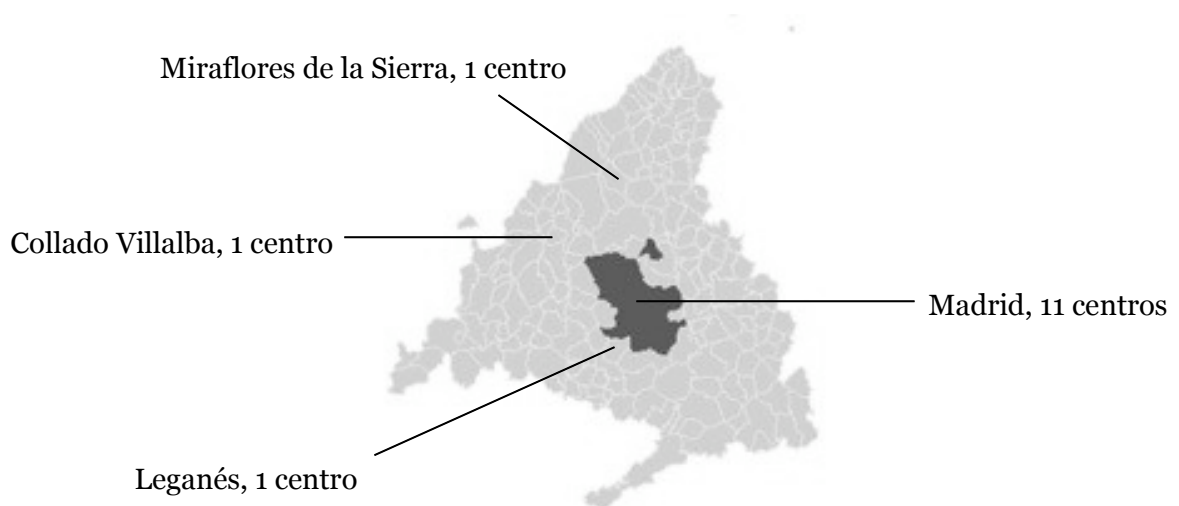 Miraflores de la Sierra, 1 centro
Collado Villalba, 1 centro
Madrid, 11 centros
Leganés, 1 centro